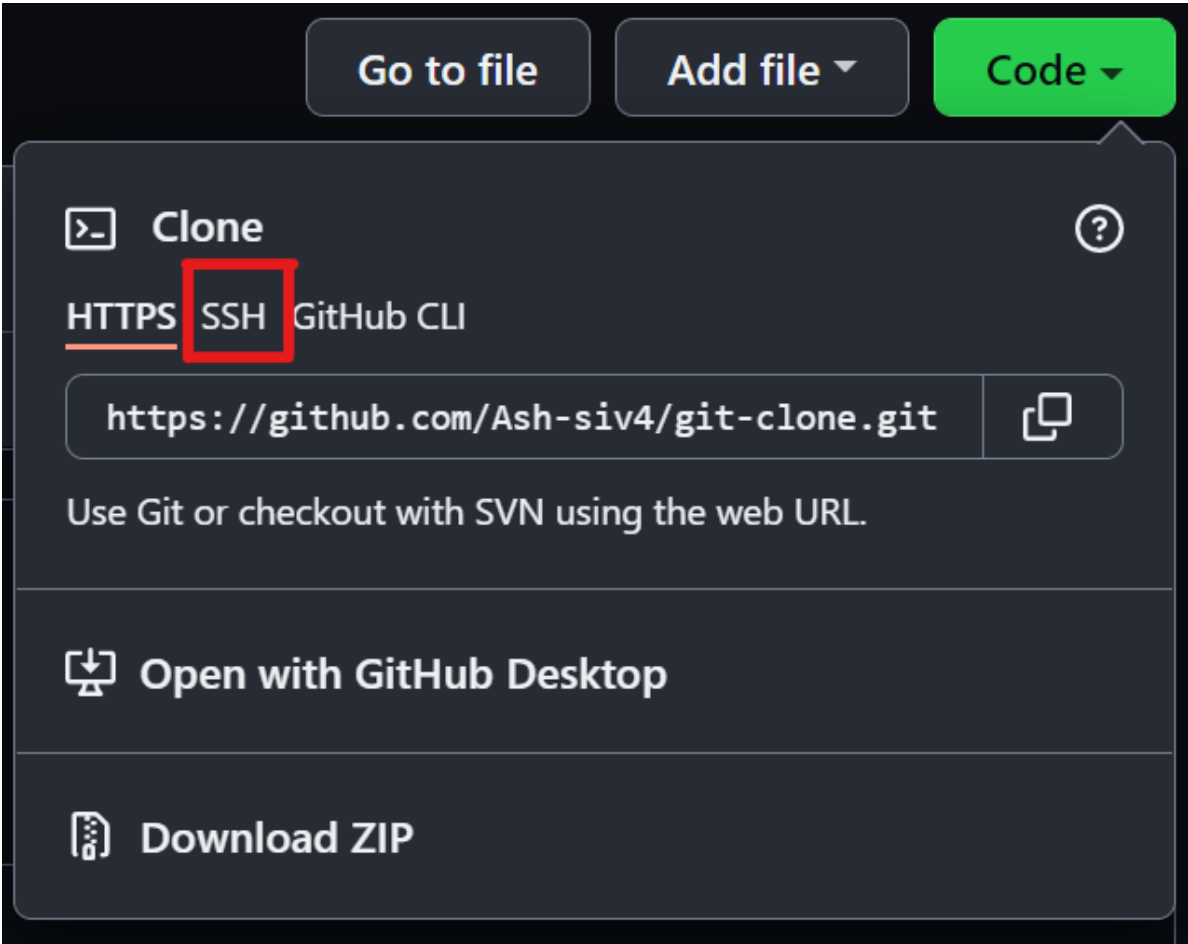 Go to file Add file Code
Clone
HTTPS SSH GitHub CLI
https://github.com/Ash-siv4/git-clone.git
Use Git or checkout with SVN using the web URL.
Open with GitHub Desktop
Download ZIP